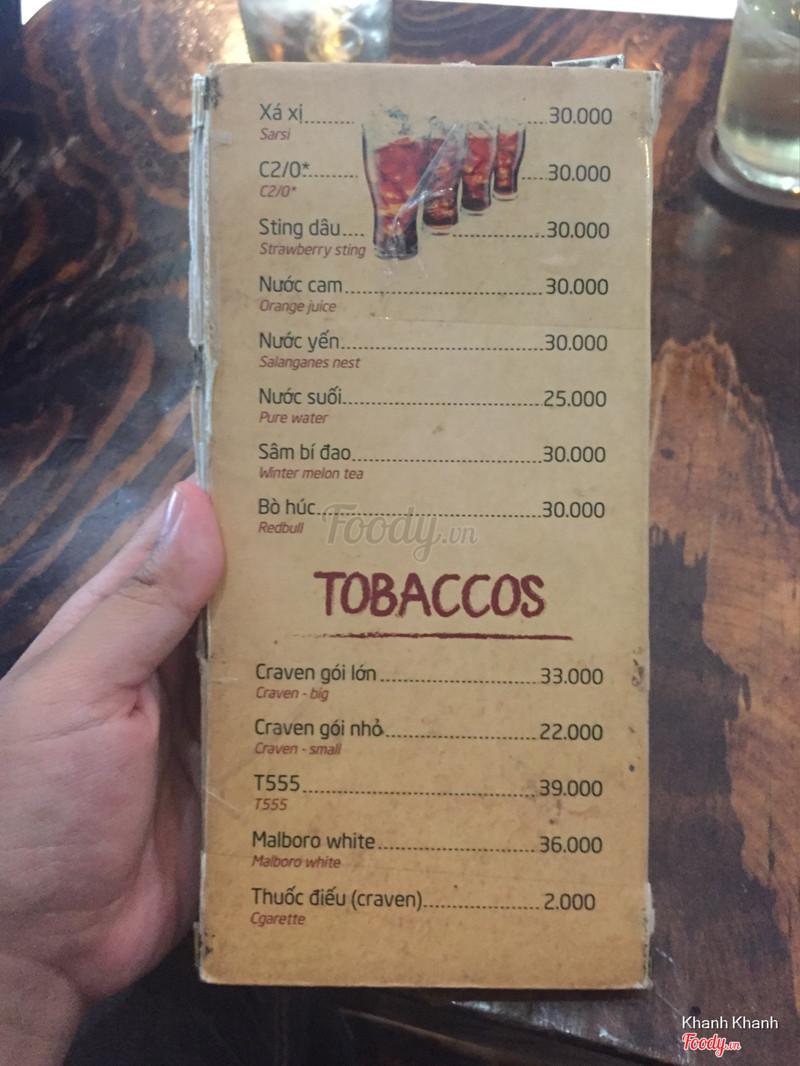 Xá xị 30.000
Sarsi
C2/0* 30.000
C2/0*
Sting dâu 30.000
Strawberry sting
Nước cam 30.000
Orange juice
Nước yến 30.000
Salanganes nest
Nước suối 25.000
Pure water
Sâm bí đao 30.000
Winter melon tea
Bò húc 30.000
Redbull
Foody.vn
TOBACCOS
Craven gói lớn 33.000
Craven - big
Craven gói nhỏ 22.000
Craven - small
T555 39.000
T555
Malboro white 36.000
Malboro white
Thuốc điếu (craven) 2.000
Cgarette
Khanh Khanh
Foody.vn